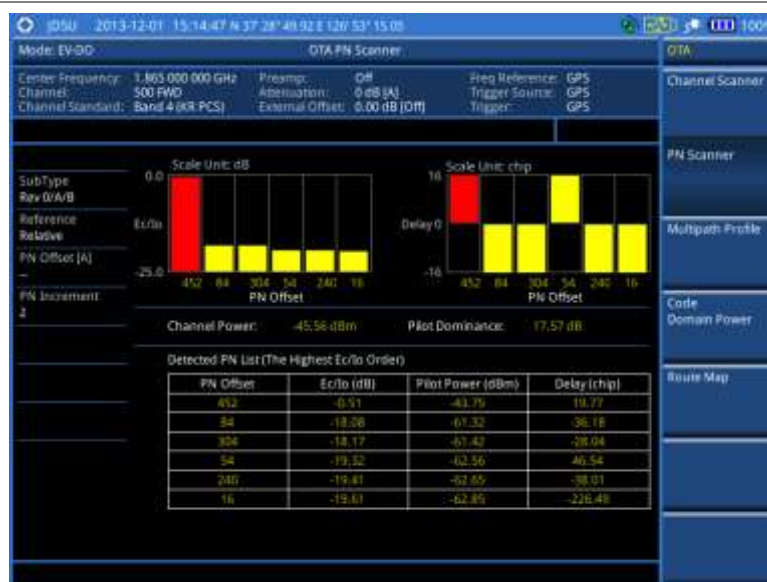 JDSU 2013-12-01 15:14:47 N 37° 28' 49.92 E 126° 53' 15.05 100%
Mode: EV-DO OTA PN Scanner OTA
Center Frequency: 1.865 000 000 GHz Preamp: Off Freq Reference: GPS
Channel: 500 FWD Attenuation: 0 dB [A] Trigger Source: GPS
Channel Standard: Band 4 (KR PCS) External Offset: 0.00 dB [Off] Trigger: GPS
Channel Scanner
PN Scanner
Multipath Profile
Code
Domain Power
Route Map
SubType
Rev 0/A/B
Reference
Relative
PN Offset [A]
--
PN Increment
2
Scale Unit: dB
0.0
Ec/Io
-25.0
452 84 304 54 240 16
PN Offset
Scale Unit: chip
16
Delay 0
-16
452 84 304 54 240 16
PN Offset
Channel Power: -45.56 dBm Pilot Dominance: 17.57 dB
Detected PN List (The Highest Ec/Io Order)
PN Offset Ec/Io (dB) Pilot Power (dBm) Delay (chip)
452 -0.51 -43.75 19.77
84 -18.08 -61.32 -36.18
304 -18.17 -61.42 -28.04
54 -19.32 -62.56 46.54
240 -19.41 -62.65 -38.01
16 -19.61 -62.85 -226.48